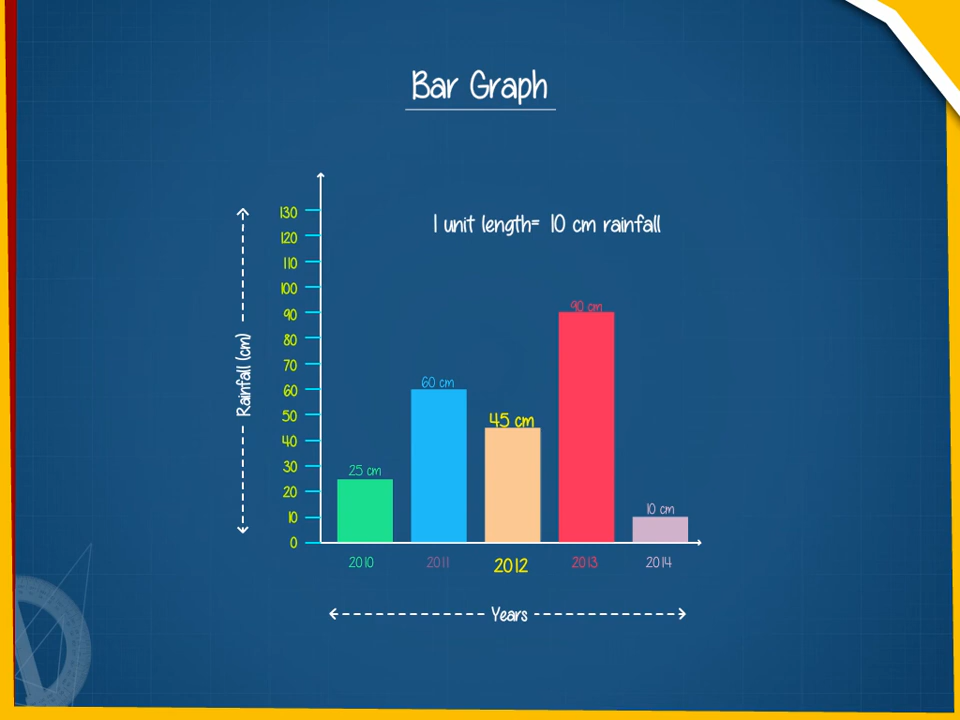 Bar Graph
1 unit length= 10 cm rainfall
Rainfall (cm)
130
120
110
100
90
80
70
60
50
40
30
20
10
0
25 cm
60 cm
45 cm
90 cm
10 cm
2010
2011
2012
2013
2014
Years